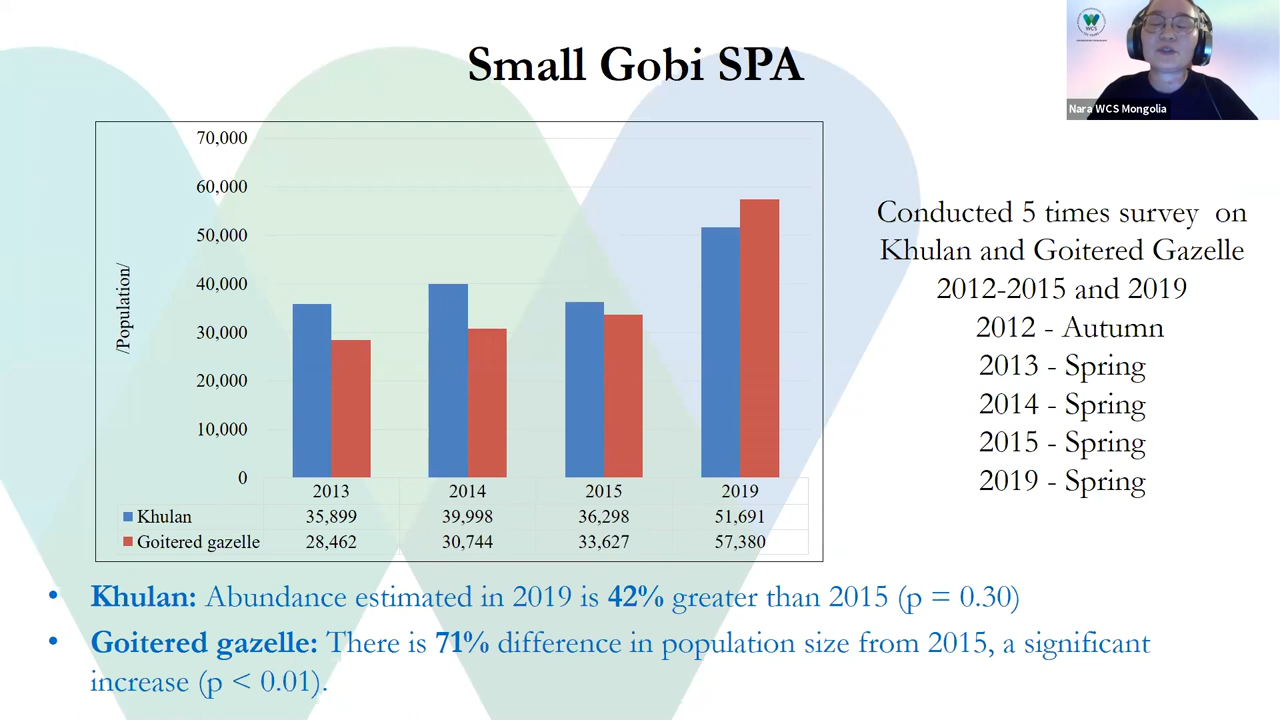 Small Gobi SPA
WCS
Nara WCS Mongolia
/Population/
70,000
60,000
50,000
40,000
30,000
20,000
10,000
0
2013 2014 2015 2019
Khulan 35,899 39,998 36,298 51,691
Goitered gazelle 28,462 30,744 33,627 57,380
Conducted 5 times survey on
Khulan and Goitered Gazelle
2012-2015 and 2019
2012 - Autumn
2013 - Spring
2014 - Spring
2015 - Spring
2019 - Spring
• Khulan: Abundance estimated in 2019 is 42% greater than 2015 (p = 0.30)
• Goitered gazelle: There is 71% difference in population size from 2015, a significant
increase (p < 0.01).